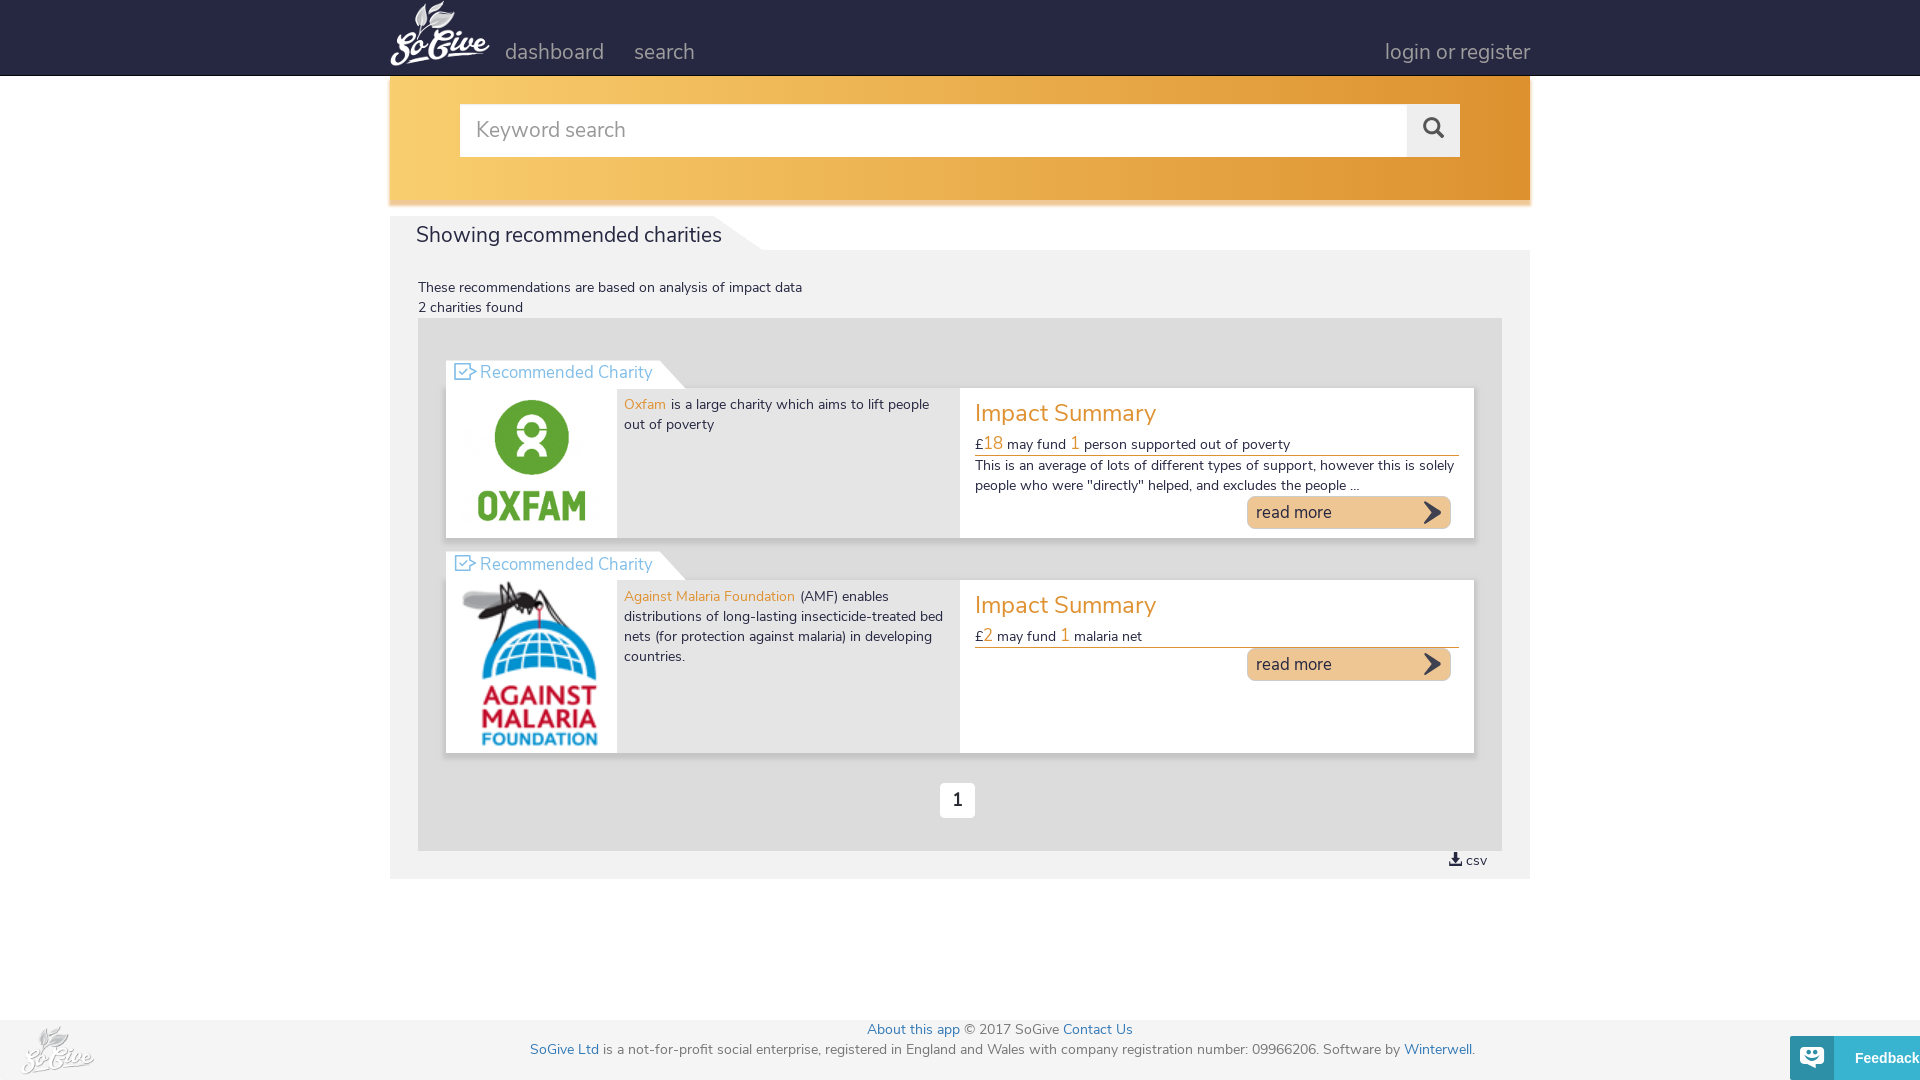 SoGive
dashboard
search
login or register
Keyword search
Showing recommended charities
These recommendations are based on analysis of impact data
2 charities found
Recommended Charity
OXFAM
Oxfam is a large charity which aims to lift people
out of poverty
Impact Summary
£18 may fund 1 person supported out of poverty
This is an average of lots of different types of support, however this is solely
people who were "directly" helped, and excludes the people ...
read more
Recommended Charity
AGAINST
MALARIA
FOUNDATION
Against Malaria Foundation (AMF) enables
distributions of long-lasting insecticide-treated bed
nets (for protection against malaria) in developing
countries.
Impact Summary
£2 may fund 1 malaria net
read more
1
csv
SoGive
About this app © 2017 SoGive Contact Us
SoGive Ltd is a not-for-profit social enterprise, registered in England and Wales with company registration number: 09966206. Software by Winterwell.
Feedback